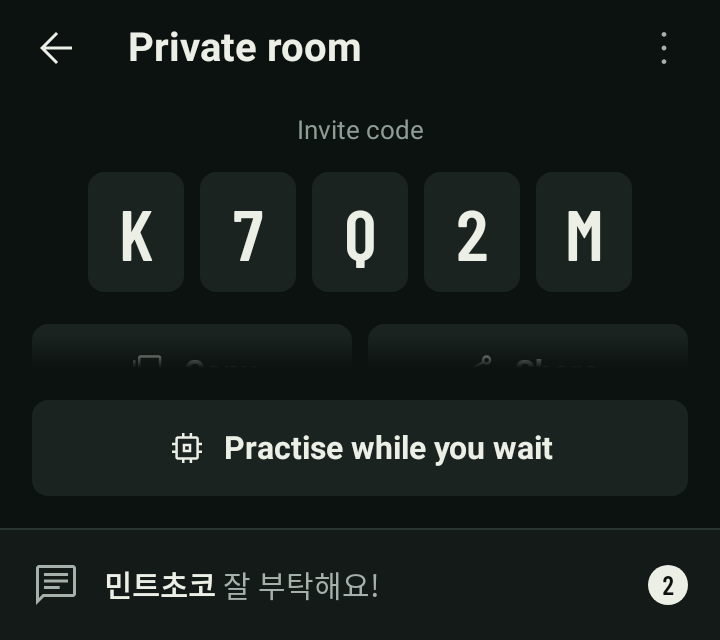 Private room
Invite code
K 7 Q 2 M
Practise while you wait
민트초코 잘 부탁해요!
2